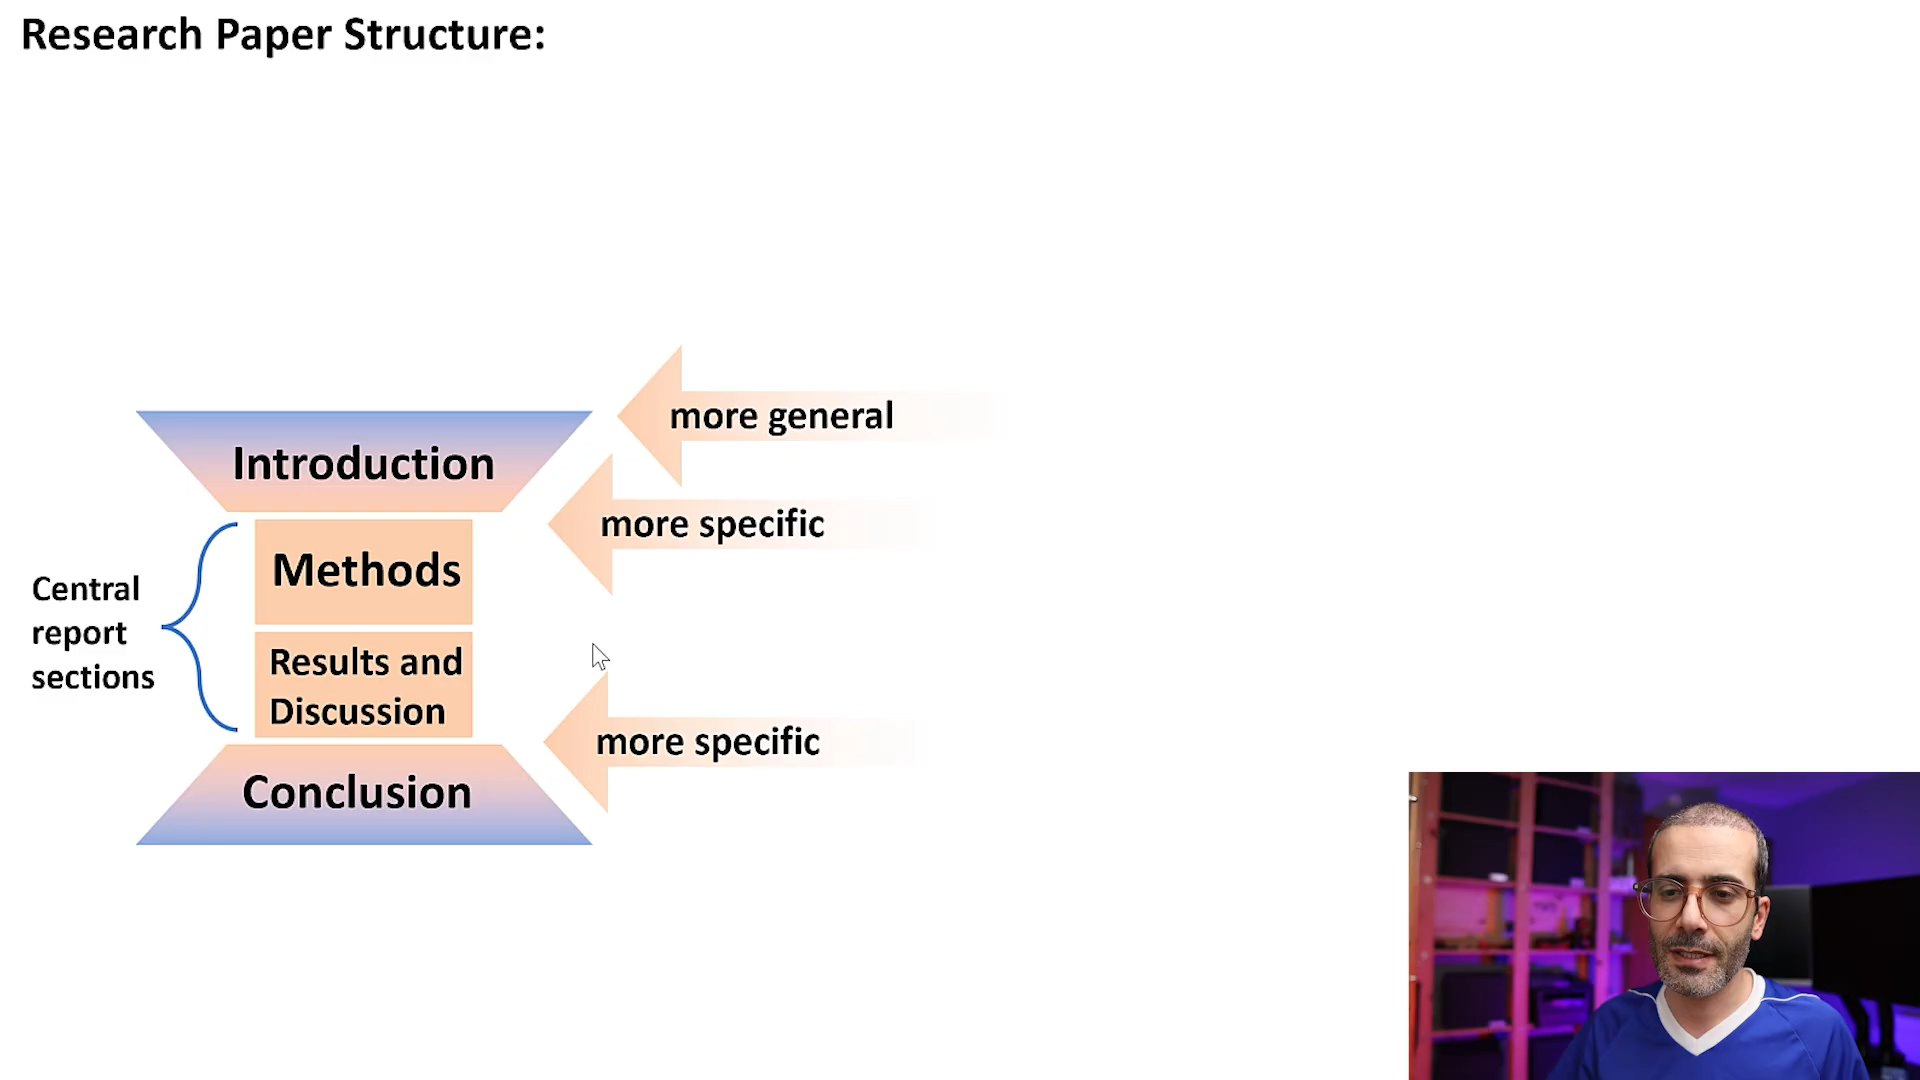 Research Paper Structure:
more general
Introduction
more specific
Methods
Central
report
sections
Results and
Discussion
more specific
Conclusion